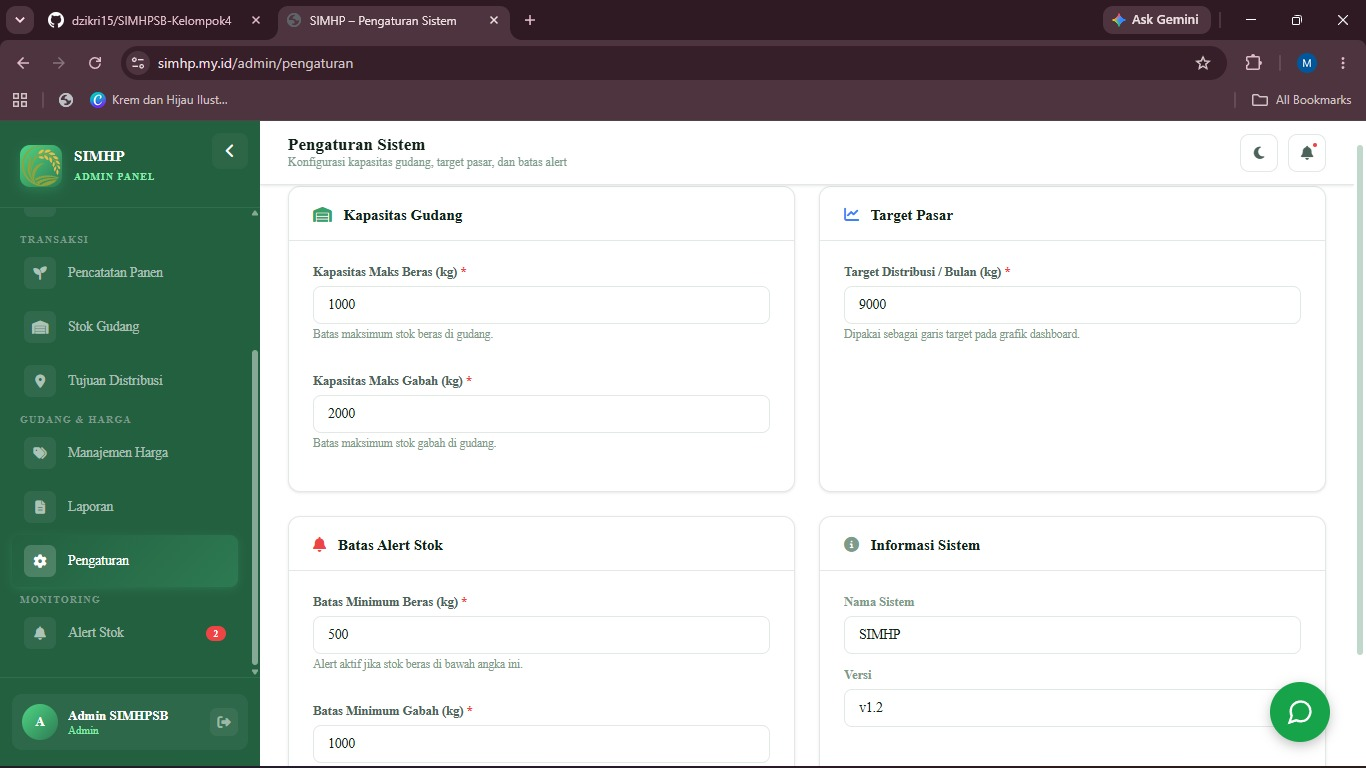 dzikri15/SIMHPSB-Kelompok4
SIMHP – Pengaturan Sistem
Ask Gemini
simhp.my.id/admin/pengaturan
M
Krem dan Hijau Ilust...
All Bookmarks
SIMHP
ADMIN PANEL
TRANSAKSI
Pencatatan Panen
Stok Gudang
Tujuan Distribusi
GUDANG & HARGA
Manajemen Harga
Laporan
Pengaturan
MONITORING
Alert Stok
2
A
Admin SIMHPSB
Admin
Pengaturan Sistem
Konfigurasi kapasitas gudang, target pasar, dan batas alert
Kapasitas Gudang
Kapasitas Maks Beras (kg) *
1000
Batas maksimum stok beras di gudang.
Kapasitas Maks Gabah (kg) *
2000
Batas maksimum stok gabah di gudang.
Target Pasar
Target Distribusi / Bulan (kg) *
9000
Dipakai sebagai garis target pada grafik dashboard.
Batas Alert Stok
Batas Minimum Beras (kg) *
500
Alert aktif jika stok beras di bawah angka ini.
Batas Minimum Gabah (kg) *
1000
Informasi Sistem
Nama Sistem
SIMHP
Versi
v1.2